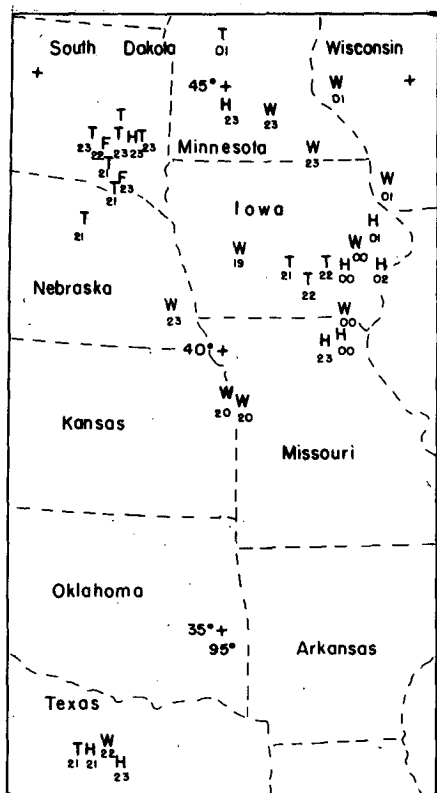 South Dakota T Wisconsin
01
45° W
01
H W
23 23
T
T T H T
F
23 22 23 23 23
Minnesota W
23
T
21 F
T 23
21
W
01
T
21
Iowa H
01
W
19
W
00
T T H H
21 22 00 02
T
22
Nebraska W
23
W
00
H H
23 00
40°
W W
20 20
Kansas
Missouri
Oklahoma
35°
95°
Arkansas
Texas
T H W
21 21 22
H
23